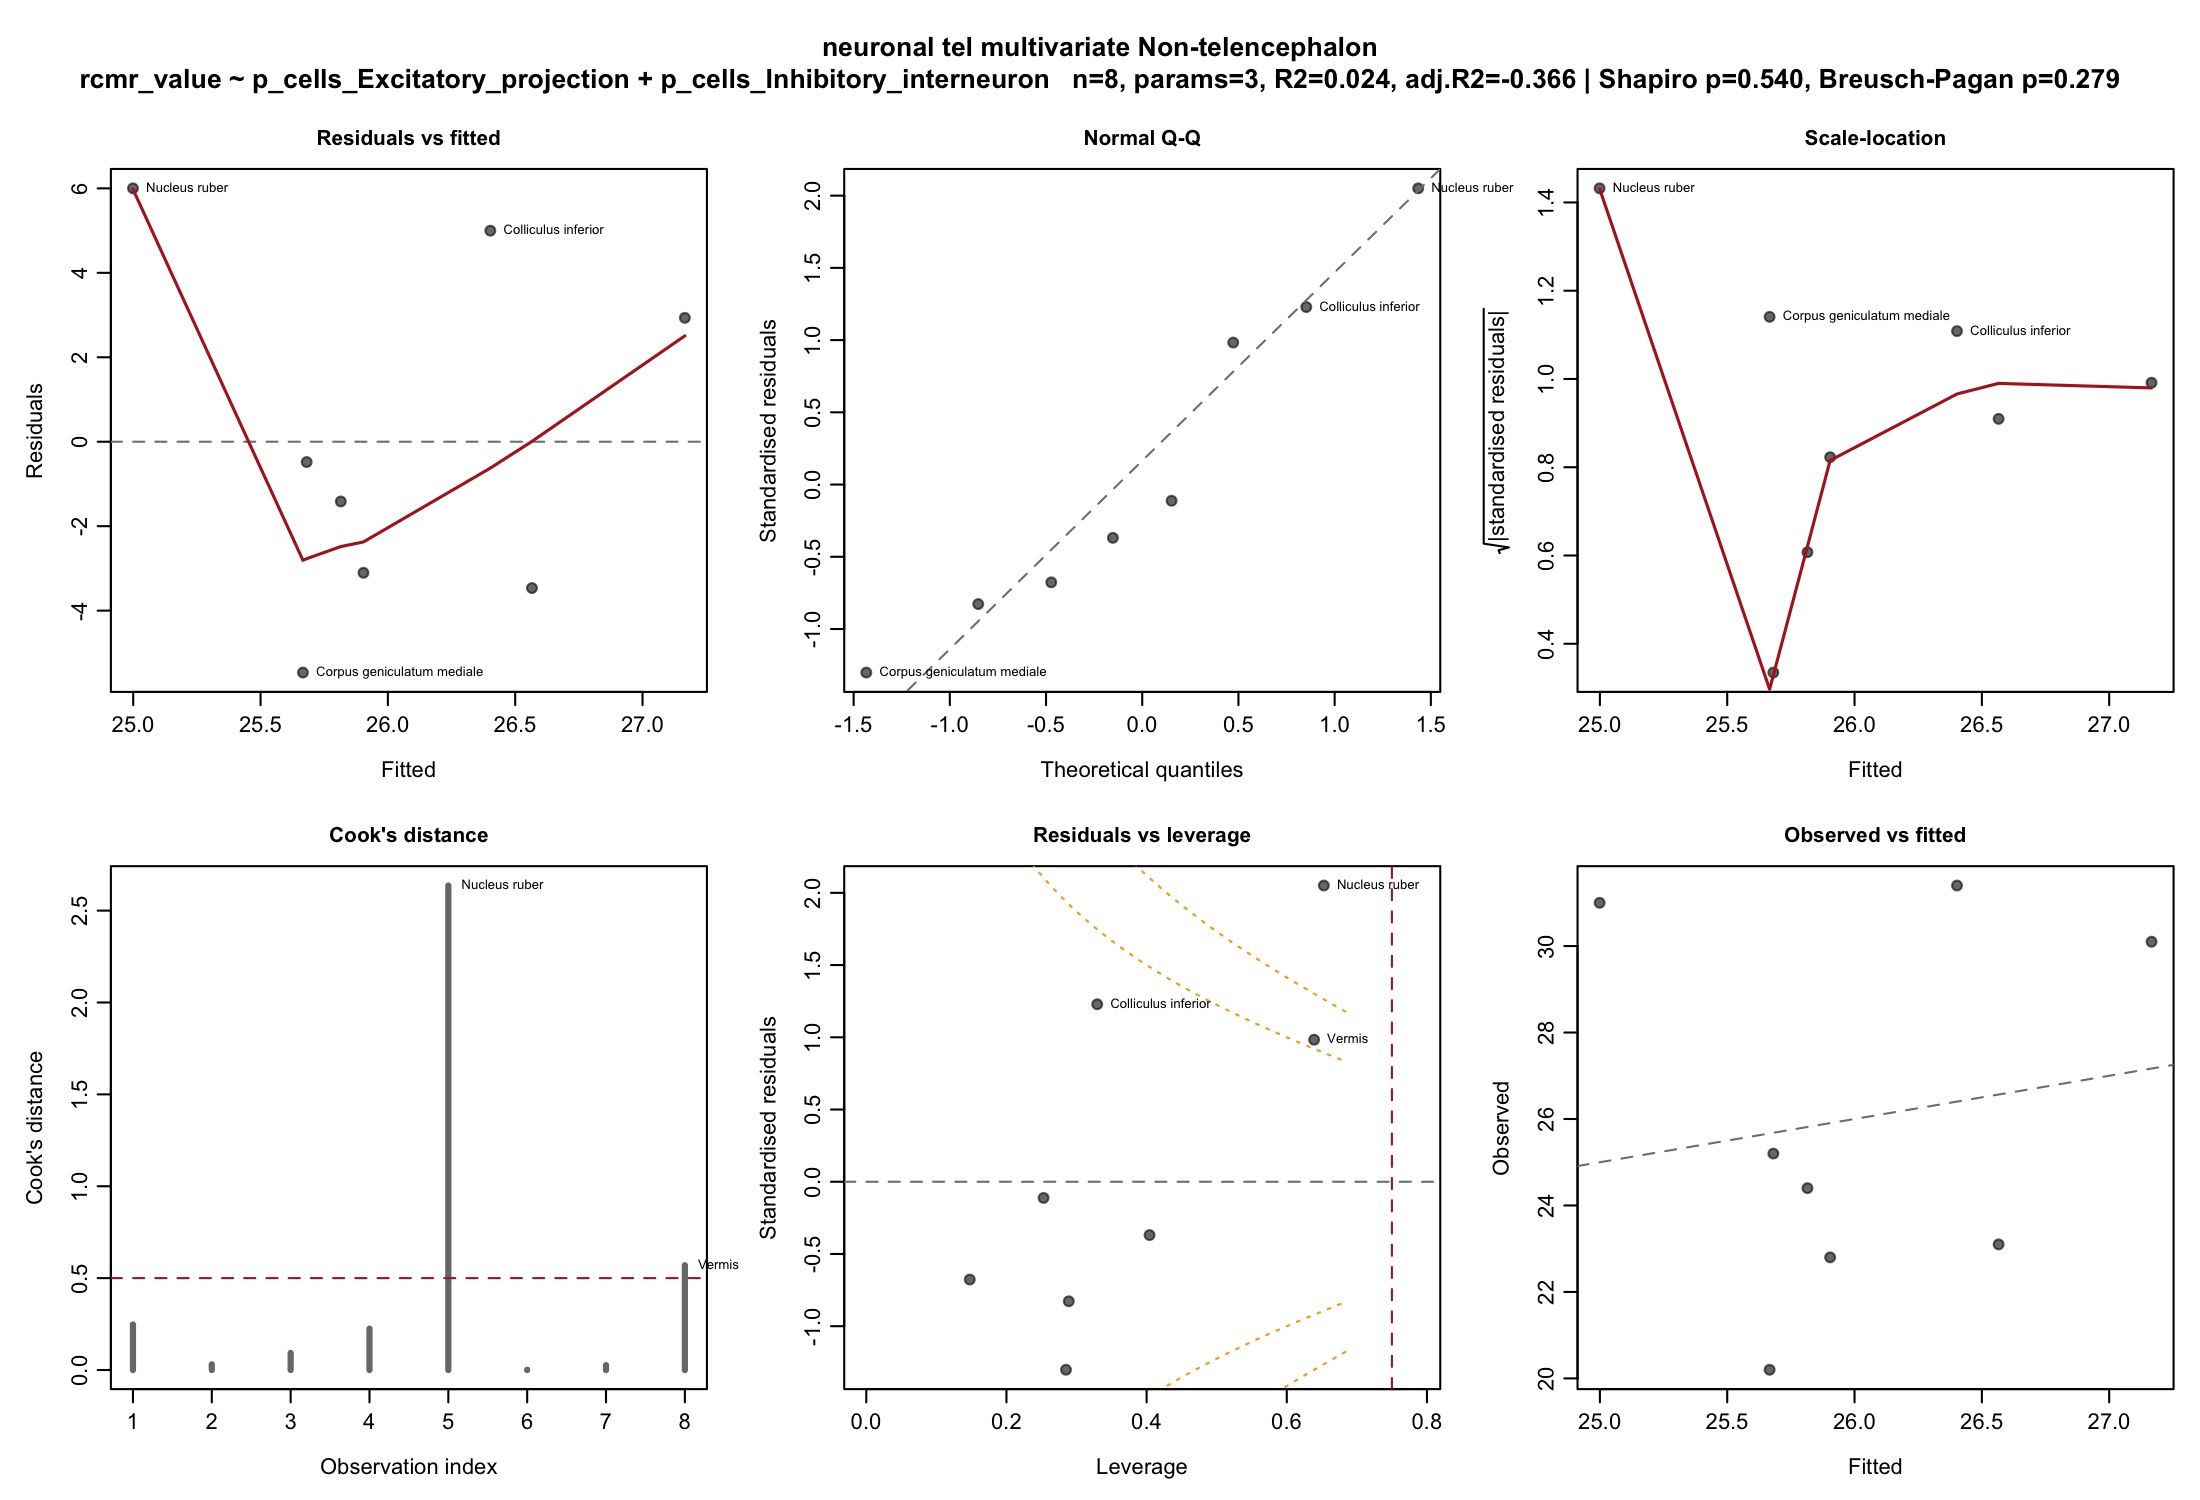 neuronal tel multivariate Non-telencephalon
rcmr_value ~ p_cells_Excitatory_projection + p_cells_Inhibitory_interneuron   n=8, params=3, R2=0.024, adj.R2=-0.366 | Shapiro p=0.540, Breusch-Pagan p=0.279
Residuals vs fitted
Residuals
6
4
2
0
-2
-4
Nucleus ruber
Colliculus inferior
Corpus geniculatum mediale
25.0 25.5 26.0 26.5 27.0
Fitted
Normal Q-Q
Standardised residuals
2.0
1.5
1.0
0.5
0.0
-0.5
-1.0
Nucleus ruber
Colliculus inferior
Corpus geniculatum mediale
-1.5 -1.0 -0.5 0.0 0.5 1.0 1.5
Theoretical quantiles
Scale-location
√|standardised residuals|
1.4
1.2
1.0
0.8
0.6
0.4
Nucleus ruber
Corpus geniculatum mediale
Colliculus inferior
25.0 25.5 26.0 26.5 27.0
Fitted
Cook's distance
Cook's distance
2.5
2.0
1.5
1.0
0.5
0.0
Nucleus ruber
Vermis
1 2 3 4 5 6 7 8
Observation index
Residuals vs leverage
Standardised residuals
2.0
1.5
1.0
0.5
0.0
-0.5
-1.0
Nucleus ruber
Colliculus inferior
Vermis
0.0 0.2 0.4 0.6 0.8
Leverage
Observed vs fitted
Observed
30
28
26
24
22
20
25.0 25.5 26.0 26.5 27.0
Fitted